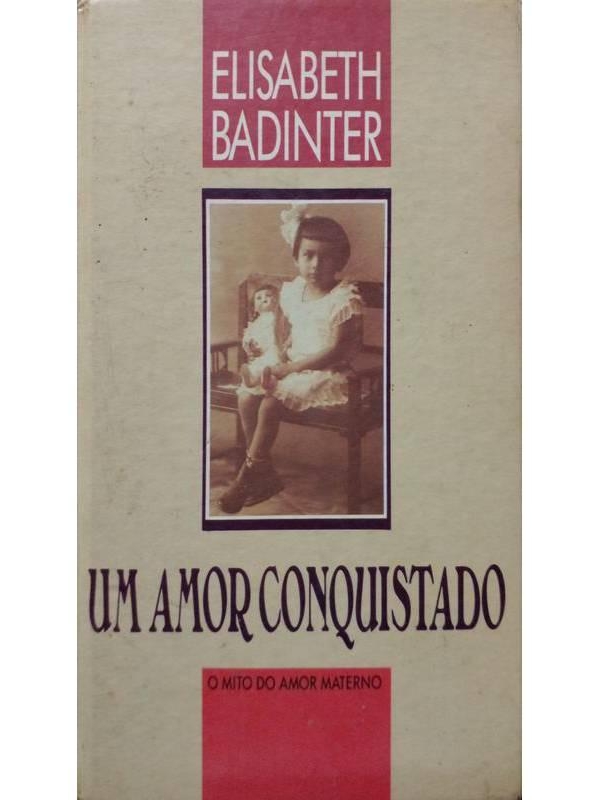 ELISABETH
BADINTER
UM AMOR CONQUISTADO
O MITO DO AMOR MATERNO